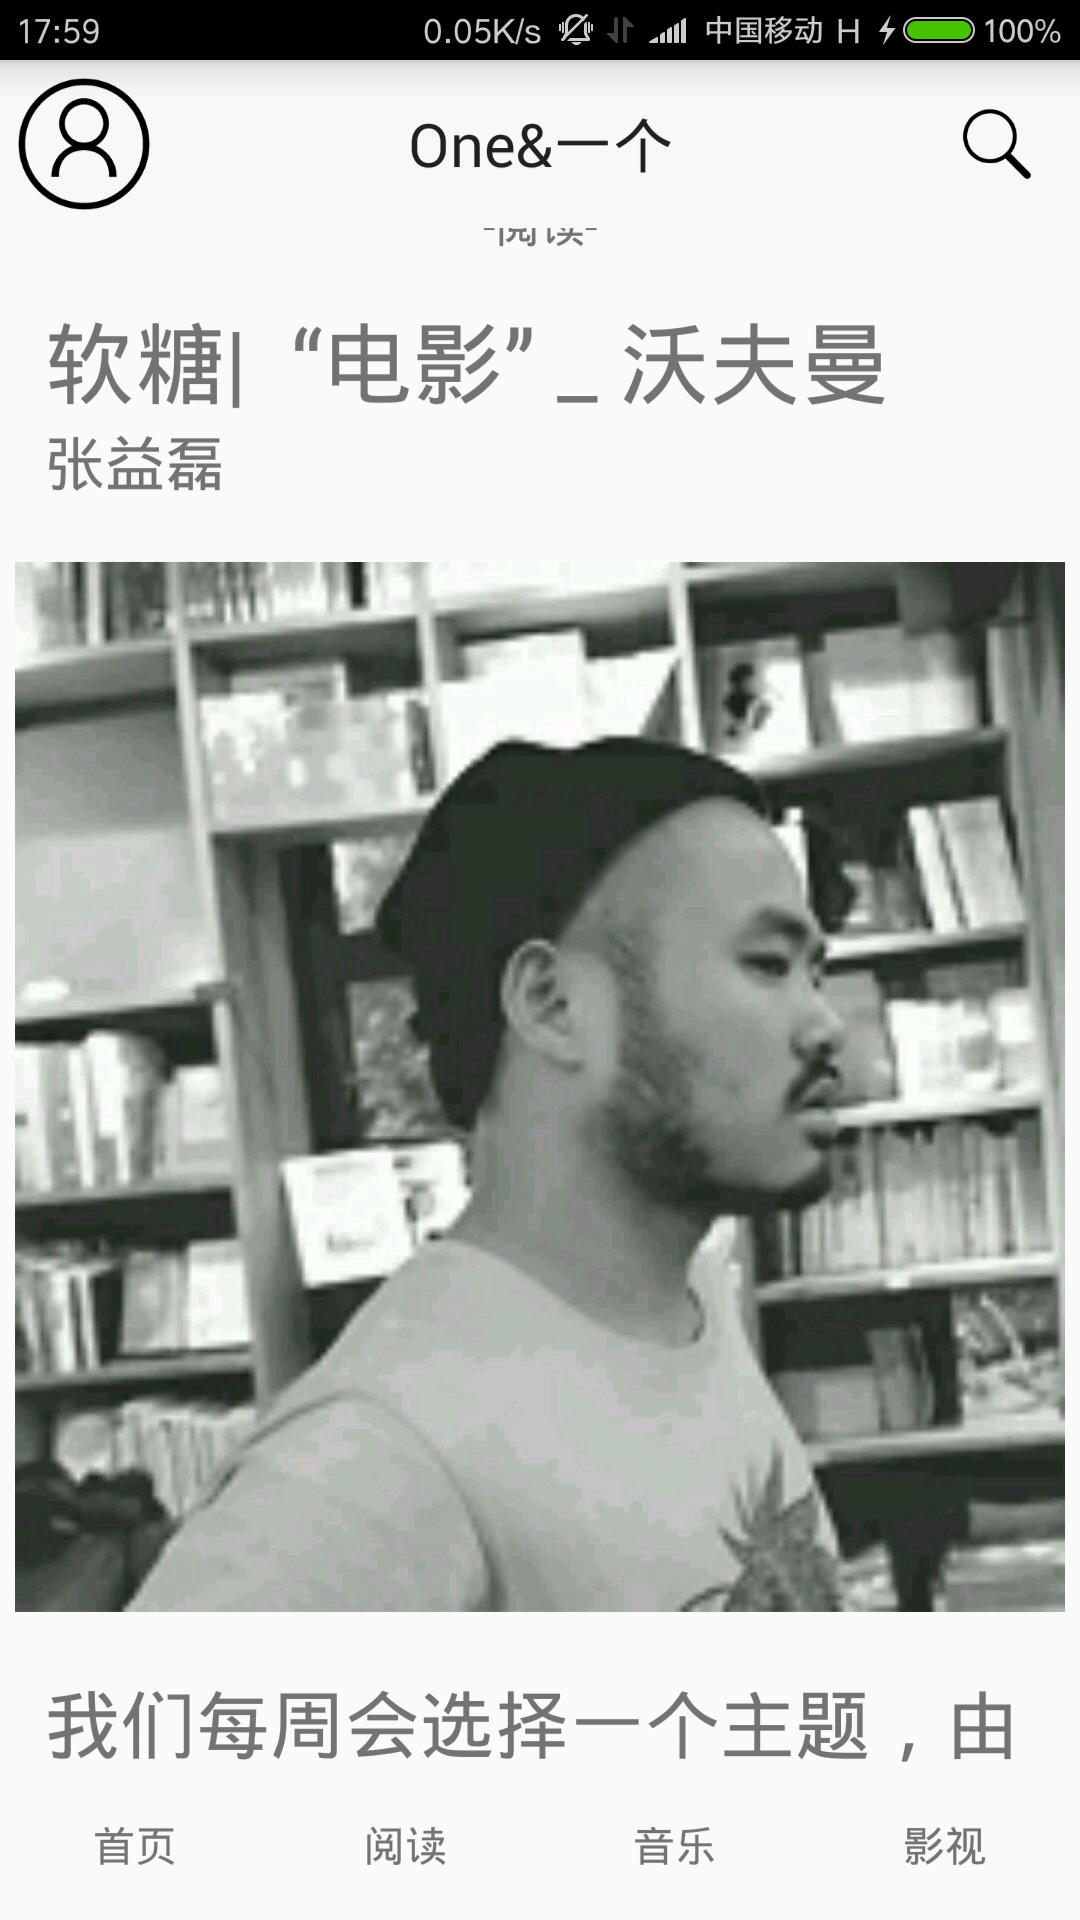 17:59 0.05K/s 中国移动 H 100%
One&一个
-阅读-
软糖| “电影”_ 沃夫曼
张益磊
我们每周会选择一个主题，由
首页 阅读 音乐 影视